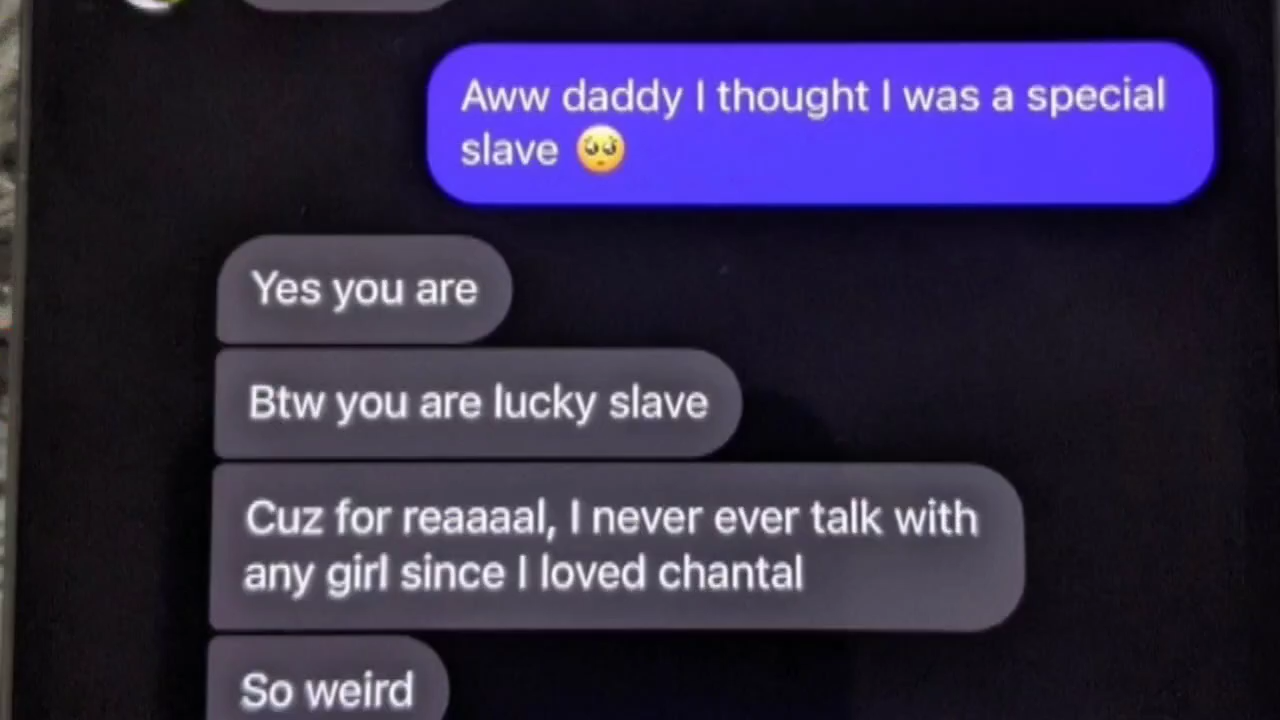 Aww daddy I thought I was a special
slave 🥺
Yes you are
Btw you are lucky slave
Cuz for reaaaal, I never ever talk with
any girl since I loved chantal
So weird